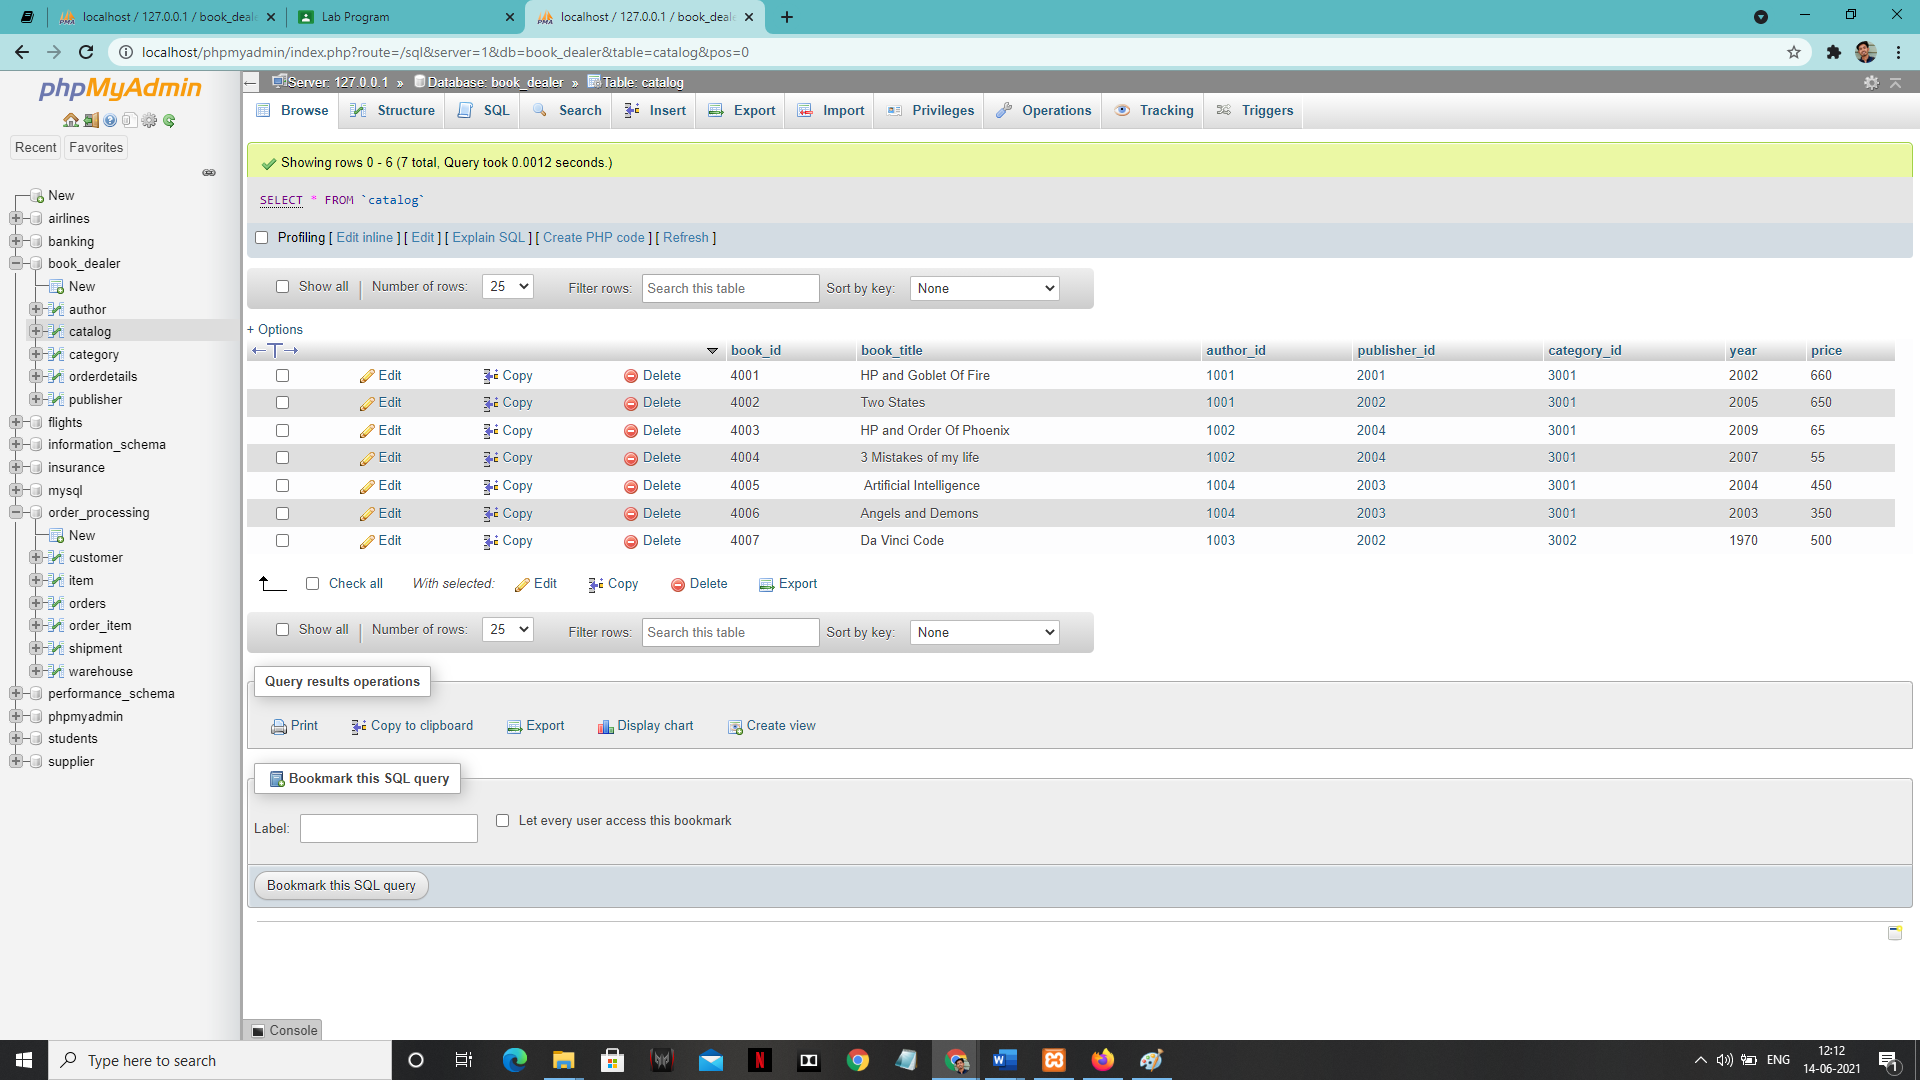 localhost / 127.0.0.1 / book_deale
Lab Program
localhost / 127.0.0.1 / book_deale
localhost/phpmyadmin/index.php?route=/sql&server=1&db=book_dealer&table=catalog&pos=0
phpMyAdmin
Recent Favorites
New
airlines
banking
book_dealer
New
author
catalog
category
orderdetails
publisher
flights
information_schema
insurance
mysql
order_processing
New
customer
item
orders
order_item
shipment
warehouse
performance_schema
phpmyadmin
students
supplier
Server: 127.0.0.1 » Database: book_dealer » Table: catalog
Browse Structure SQL Search Insert Export Import Privileges Operations Tracking Triggers
Showing rows 0 - 6 (7 total, Query took 0.0012 seconds.)
SELECT * FROM `catalog`
Profiling [ Edit inline ] [ Edit ] [ Explain SQL ] [ Create PHP code ] [ Refresh ]
Show all | Number of rows: 25 Filter rows: Search this table Sort by key: None
+ Options
book_id book_title author_id publisher_id category_id year price
Edit Copy Delete 4001 HP and Goblet Of Fire 1001 2001 3001 2002 660
Edit Copy Delete 4002 Two States 1001 2002 3001 2005 650
Edit Copy Delete 4003 HP and Order Of Phoenix 1002 2004 3001 2009 65
Edit Copy Delete 4004 3 Mistakes of my life 1002 2004 3001 2007 55
Edit Copy Delete 4005 Artificial Intelligence 1004 2003 3001 2004 450
Edit Copy Delete 4006 Angels and Demons 1004 2003 3001 2003 350
Edit Copy Delete 4007 Da Vinci Code 1003 2002 3002 1970 500
Check all With selected: Edit Copy Delete Export
Show all | Number of rows: 25 Filter rows: Search this table Sort by key: None
Query results operations
Print Copy to clipboard Export Display chart Create view
Bookmark this SQL query
Label: Let every user access this bookmark
Bookmark this SQL query
Console
Type here to search
ENG
12:12
14-06-2021
1